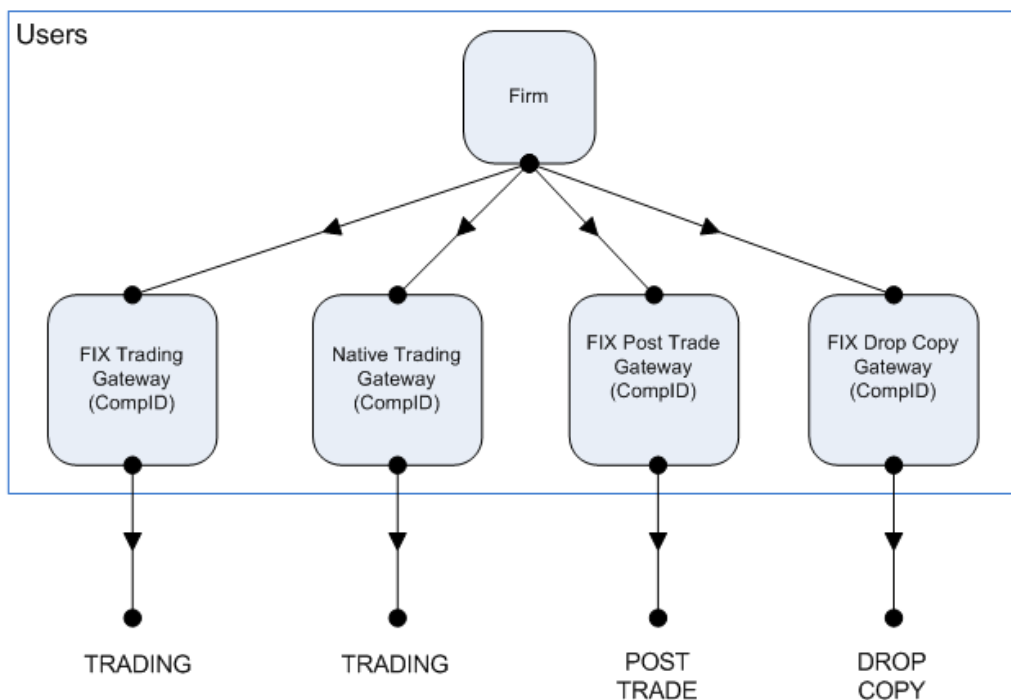 Users
Firm
FIX Trading
Gateway
(CompID)
Native Trading
Gateway
(CompID)
FIX Post Trade
Gateway
(CompID)
FIX Drop Copy
Gateway
(CompID)
TRADING
TRADING
POST
TRADE
DROP
COPY